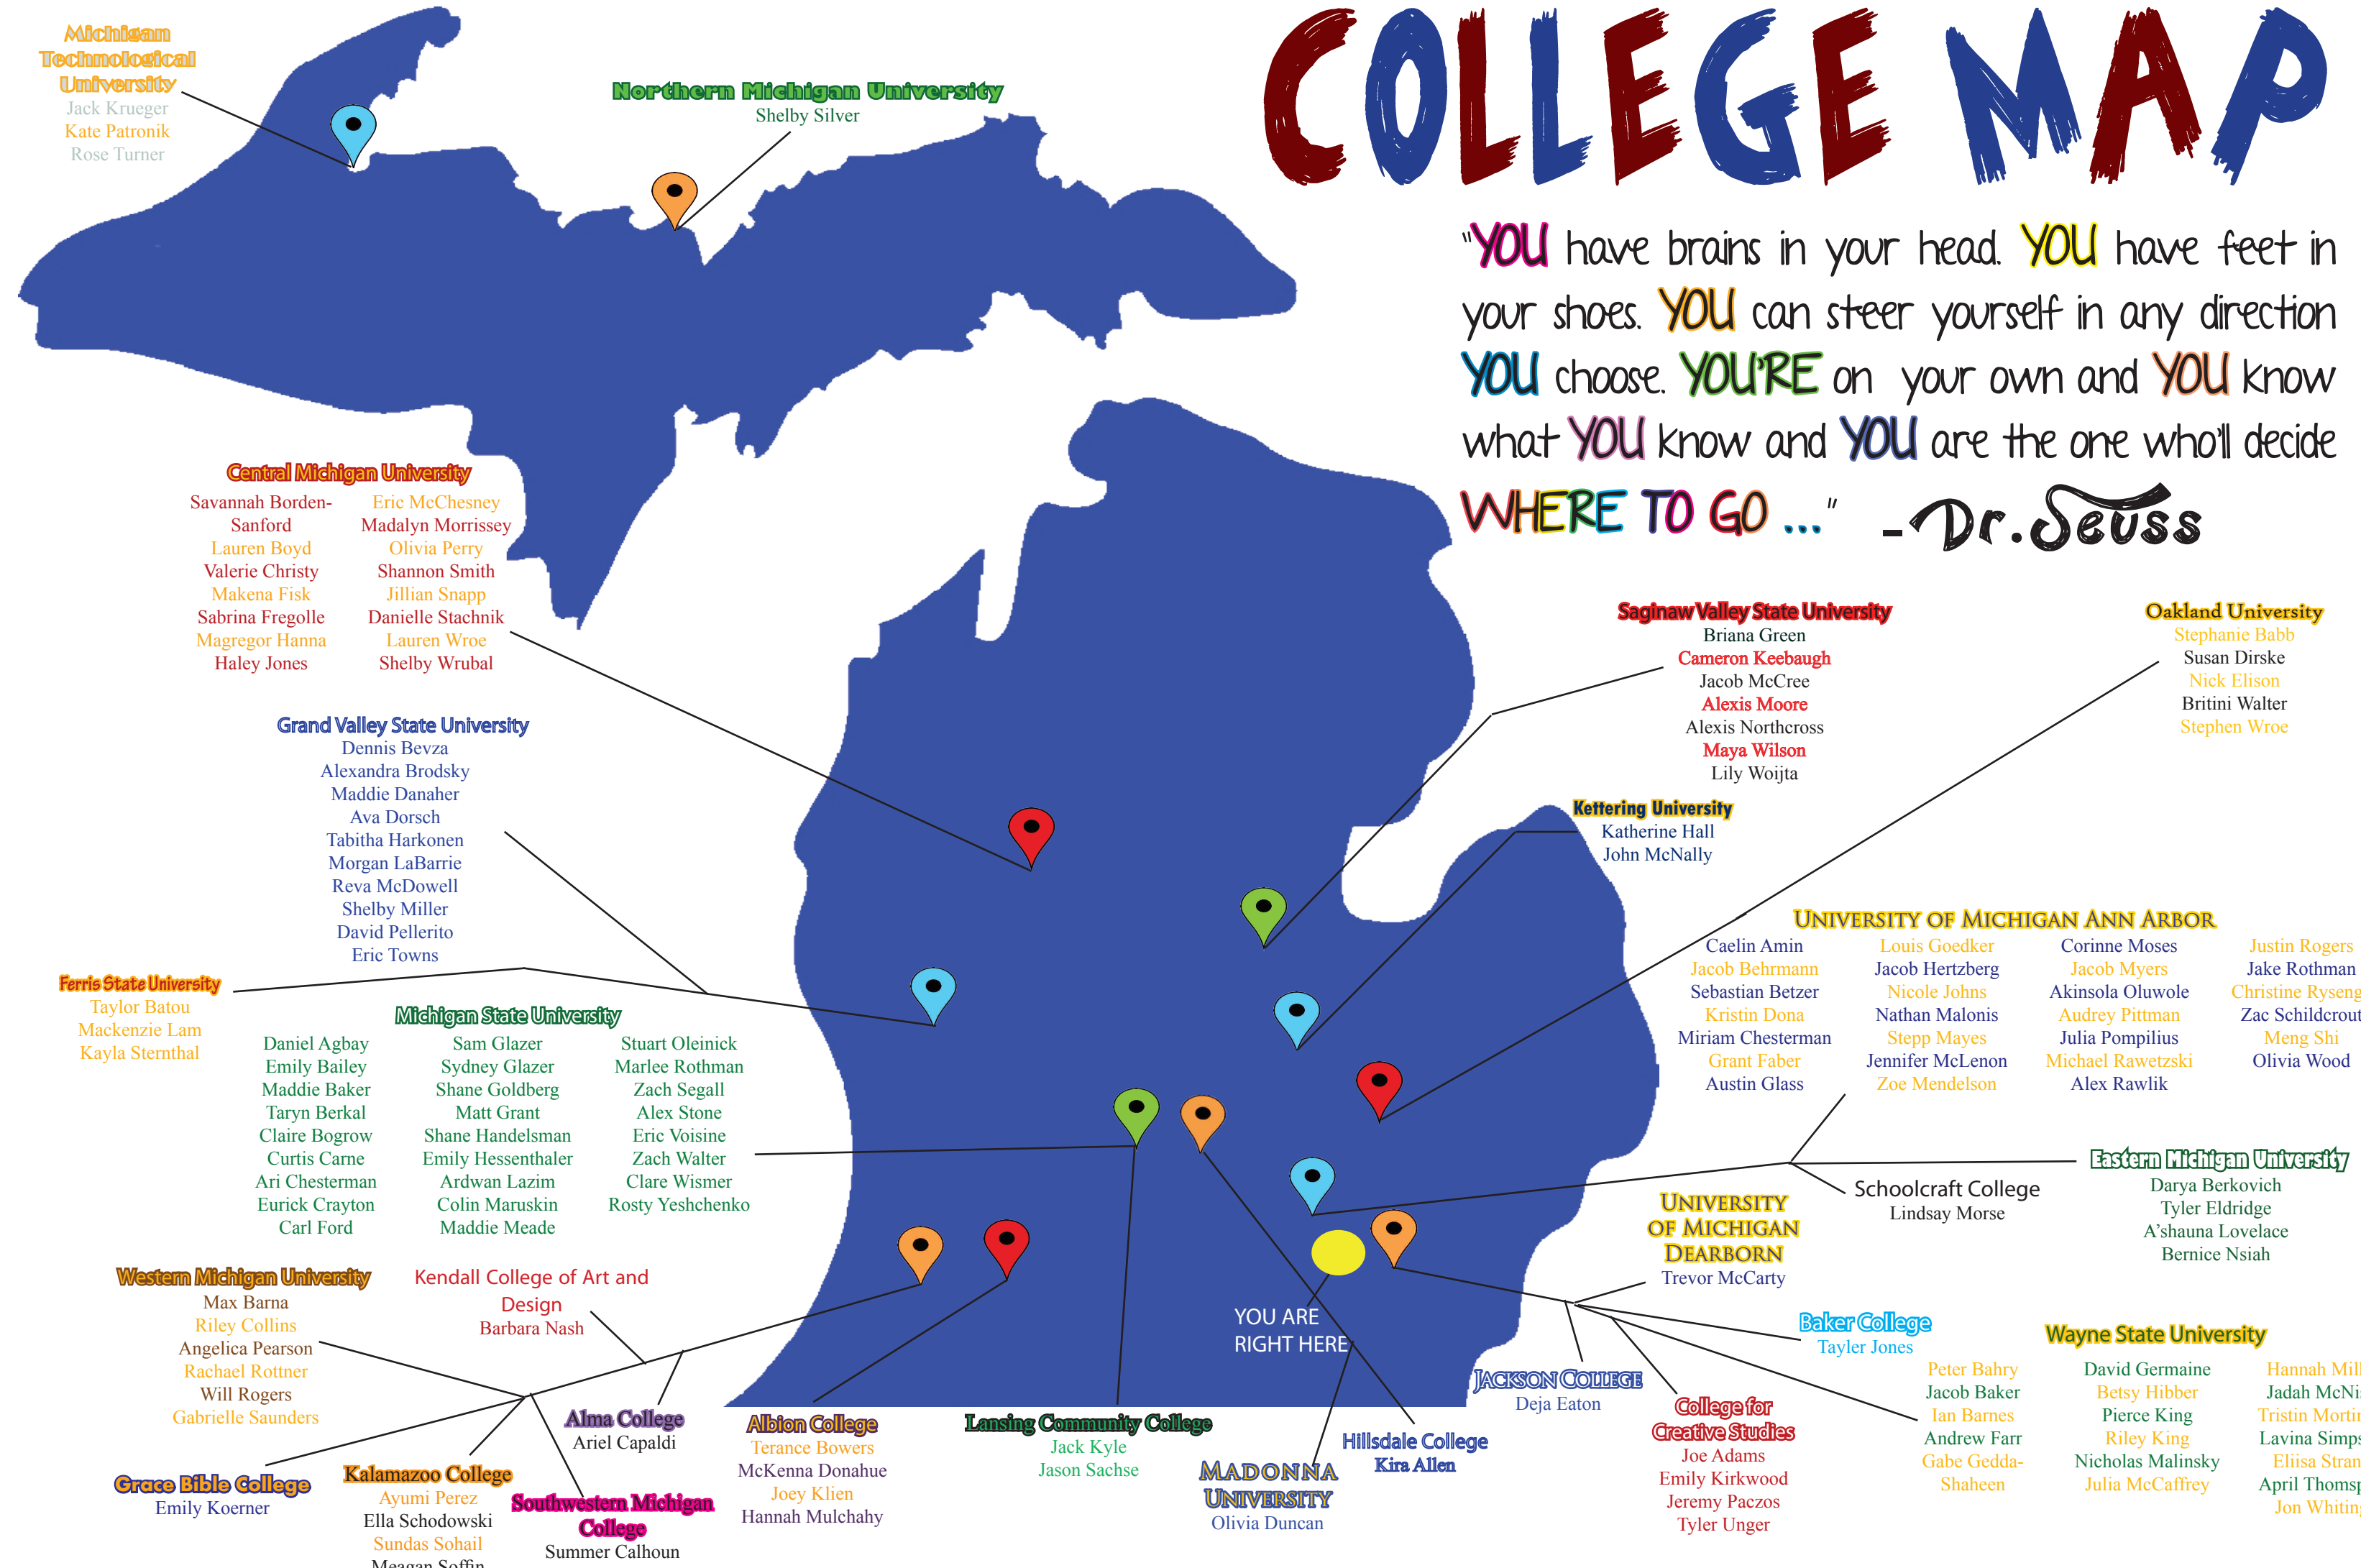 COLLEGE MAP
"YOU have brains in your head. YOU have feet in
your shoes. YOU can steer yourself in any direction
YOU choose. YOU'RE on your own and YOU know
what YOU know and YOU are the one who'll decide
WHERE TO GO ..." -Dr. Seuss
Michigan
Technological
University
Jack Krueger
Kate Patronik
Rose Turner
Northern Michigan University
Shelby Silver
Central Michigan University
Savannah Borden-
Sanford
Lauren Boyd
Valerie Christy
Makena Fisk
Sabrina Fregolle
Magregor Hanna
Haley Jones
Eric McChesney
Madalyn Morrissey
Olivia Perry
Shannon Smith
Jillian Snapp
Danielle Stachnik
Lauren Wroe
Shelby Wrubal
Grand Valley State University
Dennis Bevza
Alexandra Brodsky
Maddie Danaher
Ava Dorsch
Tabitha Harkonen
Morgan LaBarrie
Reva McDowell
Shelby Miller
David Pellerito
Eric Towns
Ferris State University
Taylor Batou
Mackenzie Lam
Kayla Sternthal
Michigan State University
Daniel Agbay
Emily Bailey
Maddie Baker
Taryn Berkal
Claire Bogrow
Curtis Carne
Ari Chesterman
Eurick Crayton
Carl Ford
Sam Glazer
Sydney Glazer
Shane Goldberg
Matt Grant
Shane Handelsman
Emily Hessenthaler
Ardwan Lazim
Colin Maruskin
Maddie Meade
Stuart Oleinick
Marlee Rothman
Zach Segall
Alex Stone
Eric Voisine
Zach Walter
Clare Wismer
Rosty Yeshchenko
Western Michigan University
Max Barna
Riley Collins
Angelica Pearson
Rachael Rottner
Will Rogers
Gabrielle Saunders
Kendall College of Art and
Design
Barbara Nash
Grace Bible College
Emily Koerner
Kalamazoo College
Ayumi Perez
Ella Schodowski
Sundas Sohail
Meagan Soffin
Alma College
Ariel Capaldi
Southwestern Michigan
College
Summer Calhoun
Albion College
Terance Bowers
McKenna Donahue
Joey Klien
Hannah Mulchahy
Lansing Community College
Jack Kyle
Jason Sachse
YOU ARE
RIGHT HERE
Madonna
University
Olivia Duncan
Hillsdale College
Kira Allen
Jackson College
Deja Eaton
College for
Creative Studies
Joe Adams
Emily Kirkwood
Jeremy Paczos
Tyler Unger
Saginaw Valley State University
Briana Green
Cameron Keebaugh
Jacob McCree
Alexis Moore
Alexis Northcross
Maya Wilson
Lily Woijta
Oakland University
Stephanie Babb
Susan Dirske
Nick Elison
Britini Walter
Stephen Wroe
Kettering University
Katherine Hall
John McNally
University of Michigan Ann Arbor
Caelin Amin
Jacob Behrmann
Sebastian Betzer
Kristin Dona
Miriam Chesterman
Grant Faber
Austin Glass
Louis Goedker
Jacob Hertzberg
Nicole Johns
Nathan Malonis
Stepp Mayes
Jennifer McLenon
Zoe Mendelson
Corinne Moses
Jacob Myers
Akinsola Oluwole
Audrey Pittman
Julia Pompilius
Michael Rawetzski
Alex Rawlik
Justin Rogers
Jake Rothman
Christine
Zac Schildcrout
Meng Shi
Olivia Wood
Eastern Michigan University
Darya Berkovich
Tyler Eldridge
A'shauna Lovelace
Bernice Nsiah
Schoolcraft College
Lindsay Morse
University
of Michigan
Dearborn
Trevor McCarty
Baker College
Tayler Jones
Wayne State University
Peter Bahry
Jacob Baker
Ian Barnes
Andrew Farr
Gabe Gedda-
Shaheen
David Germaine
Betsy Hibber
Pierce King
Riley King
Nicholas Malinsky
Julia McCaffrey
Hannah
Jadah
Tristin
Lavina
Eliisa
April
Jon